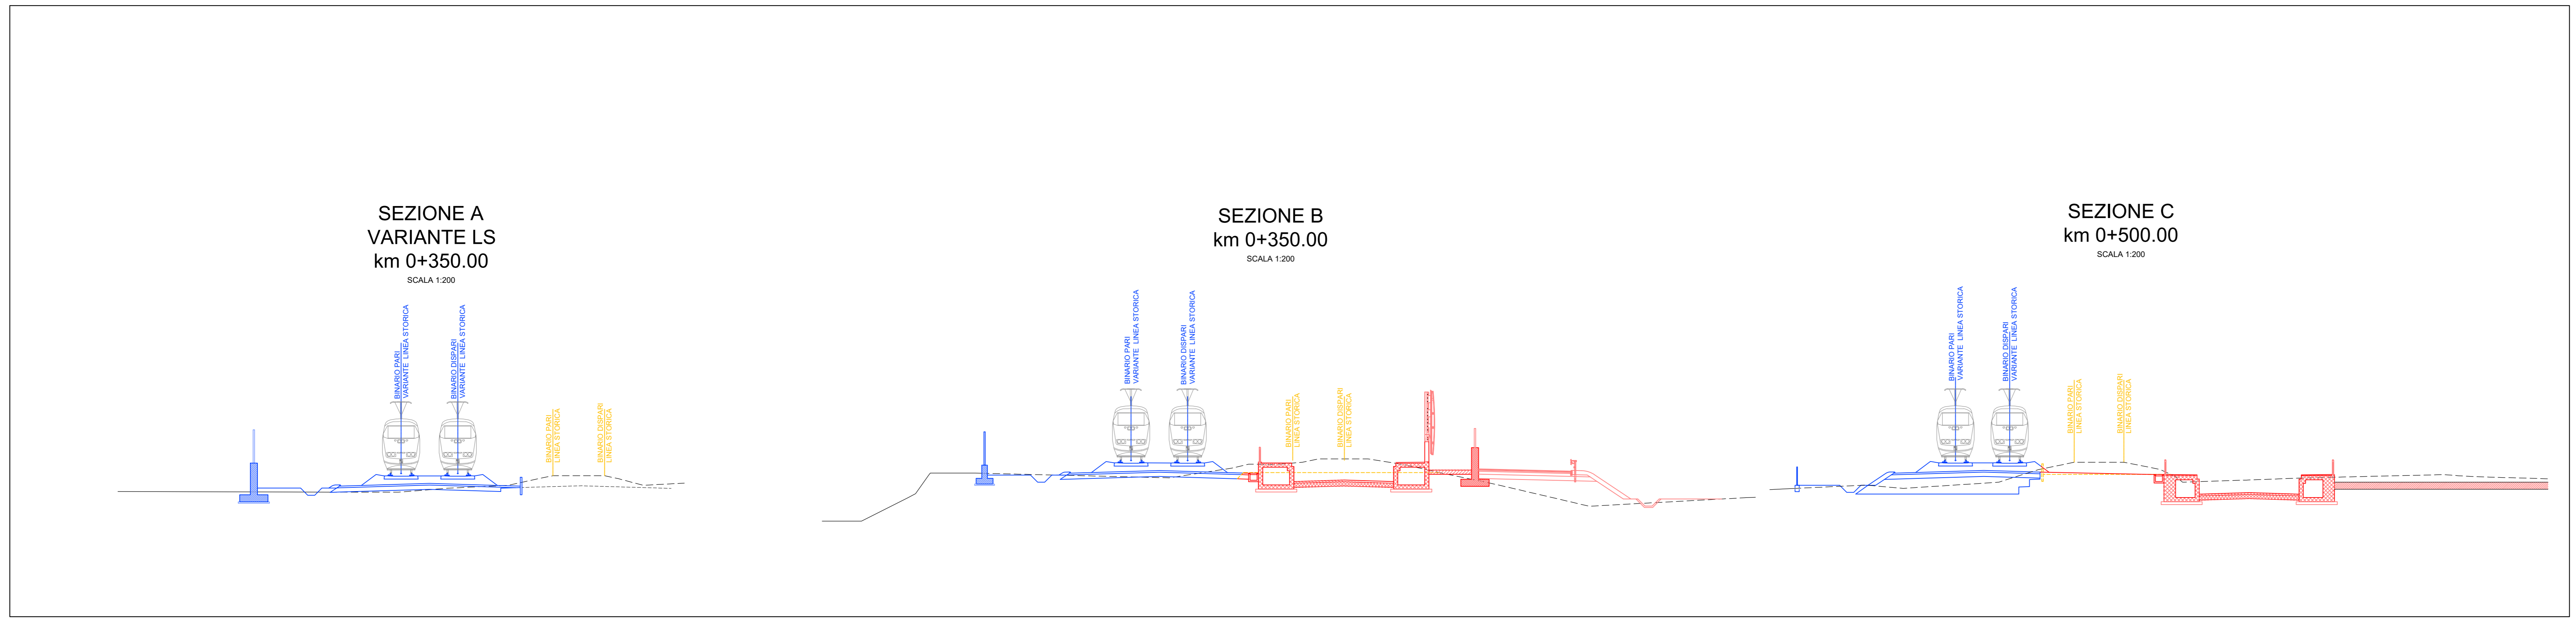 SEZIONE A
VARIANTE LS
km 0+350.00
SCALA 1:200
BINARIO PARI
VARIANTE LINEA STORICA
BINARIO DISPARI
VARIANTE LINEA STORICA
BINARIO PARI
LINEA STORICA
BINARIO DISPARI
LINEA STORICA
SEZIONE B
km 0+350.00
SCALA 1:200
BINARIO PARI
VARIANTE LINEA STORICA
BINARIO DISPARI
VARIANTE LINEA STORICA
BINARIO PARI
LINEA STORICA
BINARIO DISPARI
LINEA STORICA
SEZIONE C
km 0+500.00
SCALA 1:200
BINARIO PARI
VARIANTE LINEA STORICA
BINARIO DISPARI
VARIANTE LINEA STORICA
BINARIO PARI
LINEA STORICA
BINARIO DISPARI
LINEA STORICA